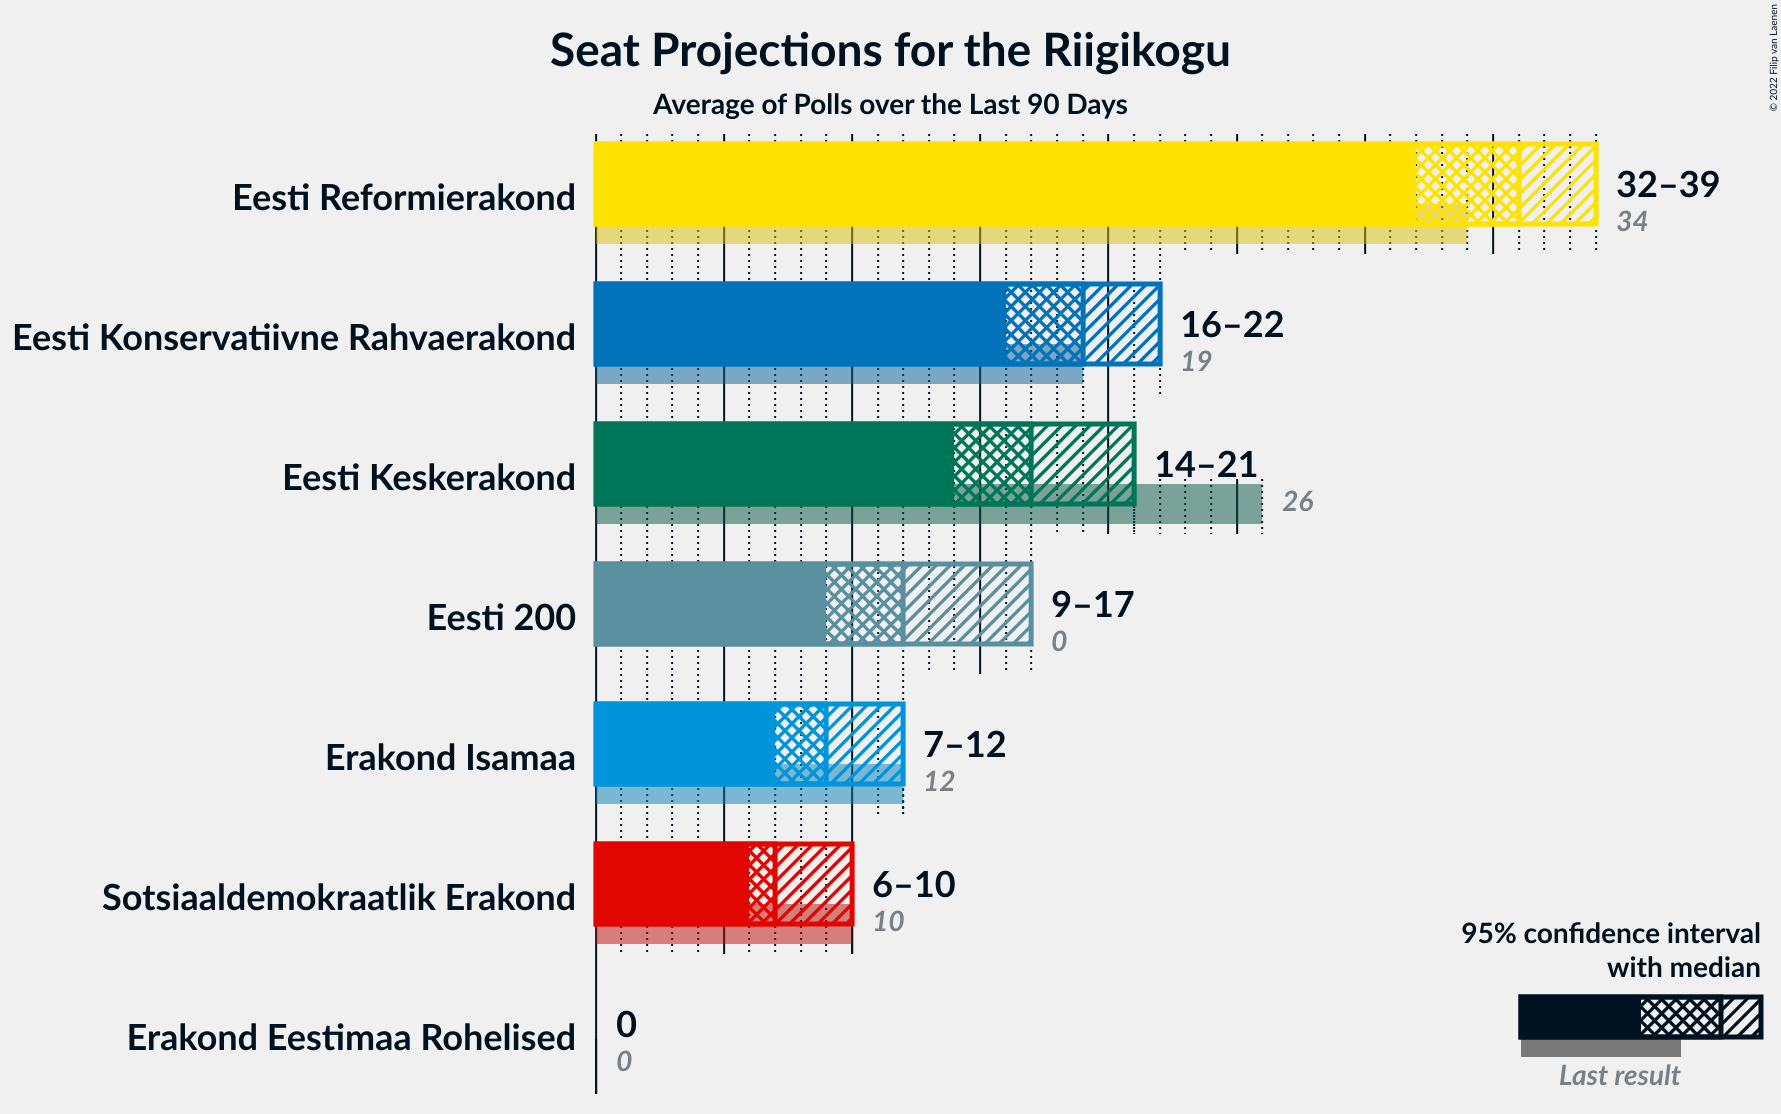 Seat Projections for the Riigikogu
Average of Polls over the Last 90 Days
© 2022 Filip van Laenen
Eesti Reformierakond
32–39
34
Eesti Konservatiivne Rahvaerakond
16–22
19
Eesti Keskerakond
14–21
26
Eesti 200
9–17
0
Erakond Isamaa
7–12
12
Sotsiaaldemokraatlik Erakond
6–10
10
Erakond Eestimaa Rohelised
0
0
95% confidence interval
with median
Last result